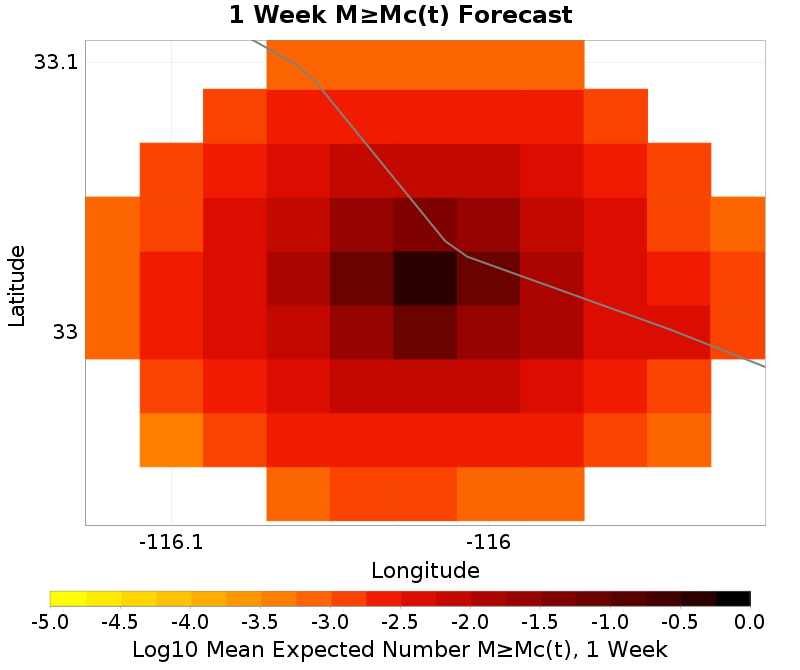 1 Week M≥Mc(t) Forecast
33.1
33
Latitude
-116.1 -116
Longitude
-5.0 -4.5 -4.0 -3.5 -3.0 -2.5 -2.0 -1.5 -1.0 -0.5 0.0
Log10 Mean Expected Number M≥Mc(t), 1 Week